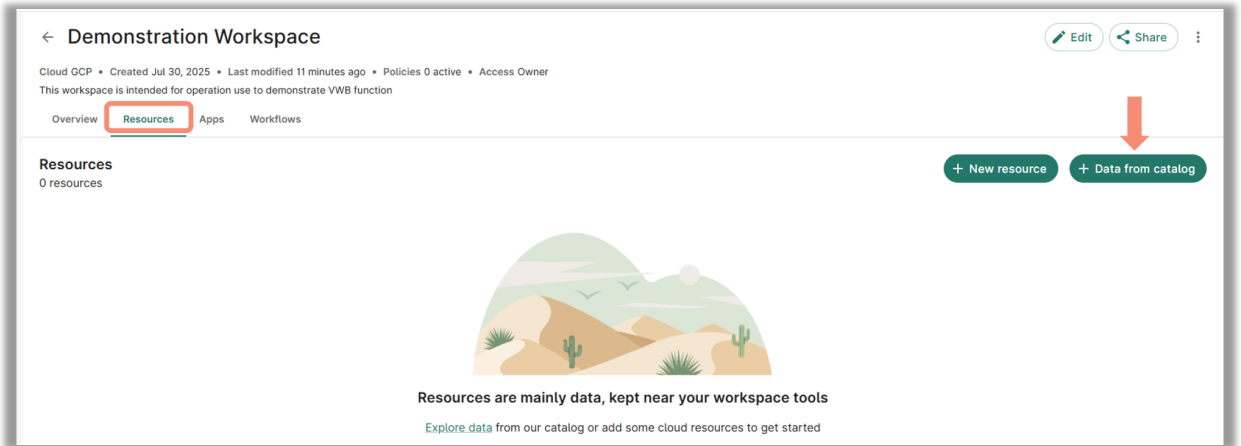 Demonstration Workspace
Edit
Share
Cloud GCP • Created Jul 30, 2025 • Last modified 11 minutes ago • Policies 0 active • Access Owner
This workspace is intended for operation use to demonstrate VWB function
Overview Resources Apps Workflows
Resources
0 resources
+ New resource
+ Data from catalog
Resources are mainly data, kept near your workspace tools
Explore data from our catalog or add some cloud resources to get started